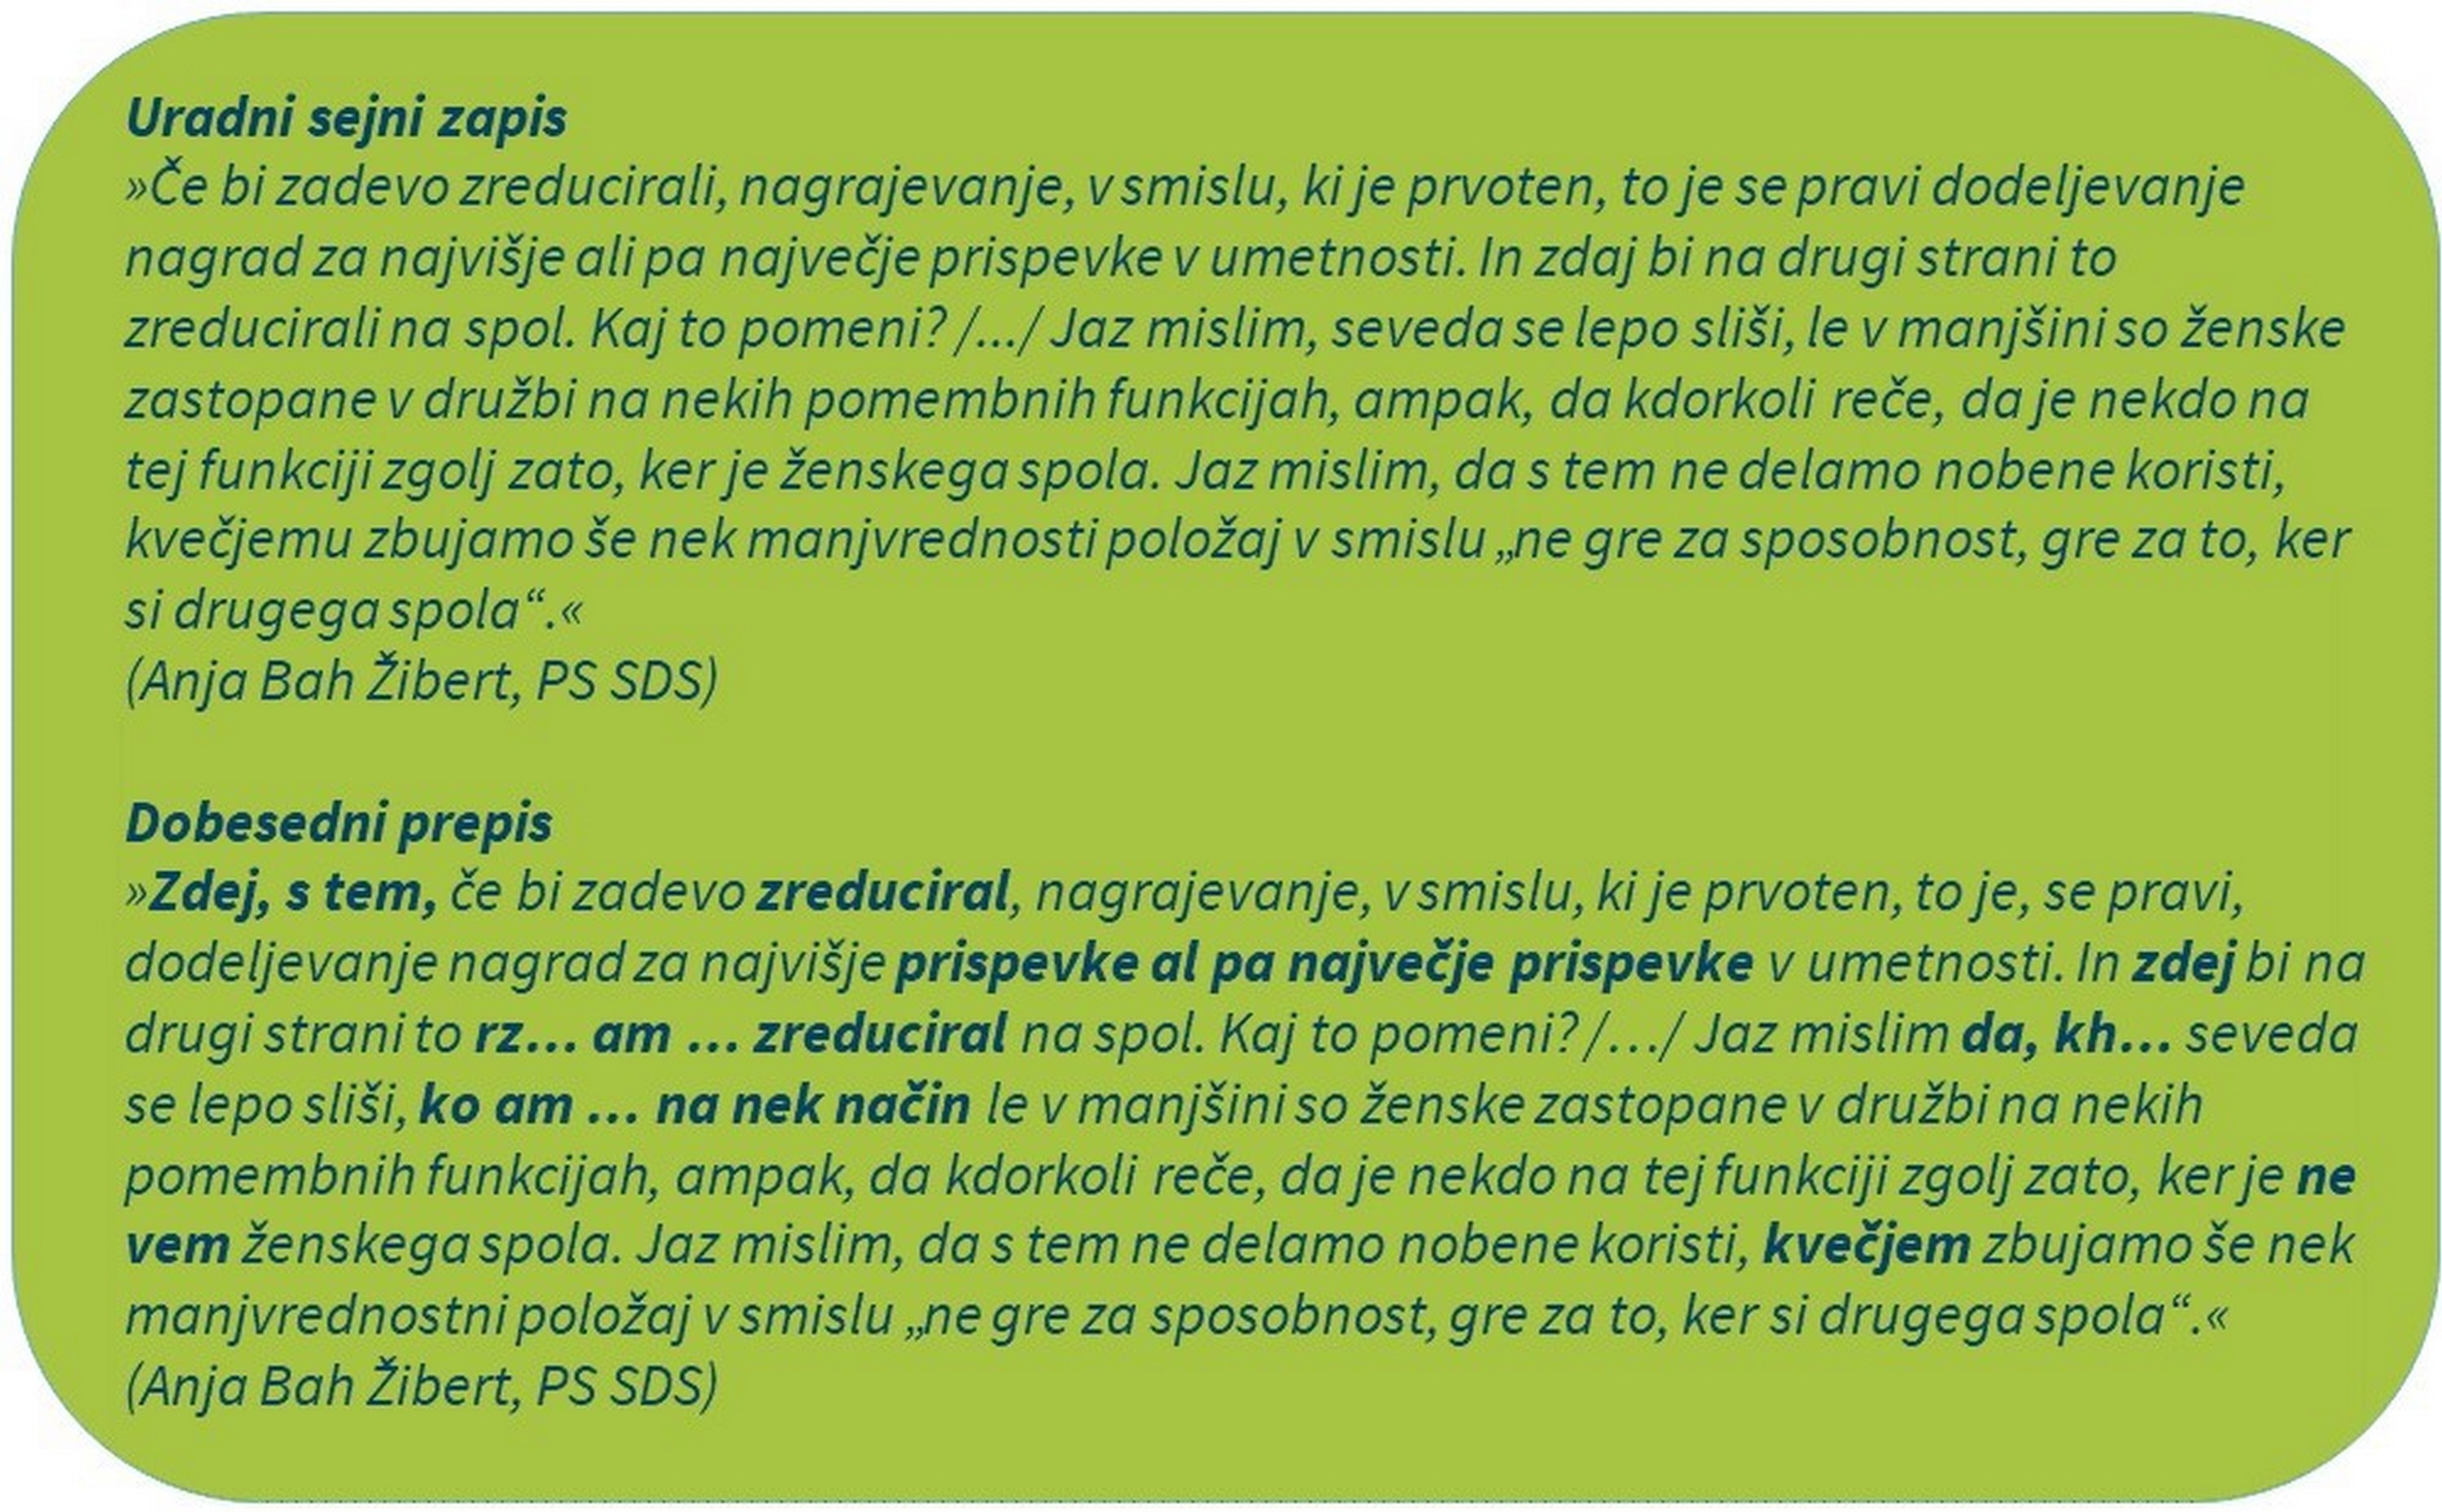 Uradni sejni zapis
»Če bi zadevo zreducirali, nagrajevanje, v smislu, ki je prvoten, to je se pravi dodeljevanje
nagrad za najvišje ali pa največje prispevke v umetnosti. In zdaj bi na drugi strani to
zreducirali na spol. Kaj to pomeni? /.../ Jaz mislim, seveda se lepo sliši, le v manjšini so ženske
zastopane v družbi na nekih pomembnih funkcijah, ampak, da kdorkoli reče, da je nekdo na
tej funkciji zgolj zato, ker je ženskega spola. Jaz mislim, da s tem ne delamo nobene koristi,
kvečjemu zbujamo še nek manjvrednosti položaj v smislu „ne gre za sposobnost, gre za to, ker
si drugega spola“.«
(Anja Bah Žibert, PS SDS)
Dobesedni prepis
»Zdej, s tem, če bi zadevo zreduciral, nagrajevanje, v smislu, ki je prvoten, to je, se pravi,
dodeljevanje nagrad za najvišje prispevke al pa največje prispevke v umetnosti. In zdej bi na
drugi strani to rz... am ... zreduciral na spol. Kaj to pomeni? /.../ Jaz mislim da, kh... seveda
se lepo sliši, ko am ... na nek način le v manjšini so ženske zastopane v družbi na nekih
pomembnih funkcijah, ampak, da kdorkoli reče, da je nekdo na tej funkciji zgolj zato, ker je ne
vem ženskega spola. Jaz mislim, da s tem ne delamo nobene koristi, kvečjem zbujamo še nek
manjvrednostni položaj v smislu „ne gre za sposobnost, gre za to, ker si drugega spola“.«
(Anja Bah Žibert, PS SDS)